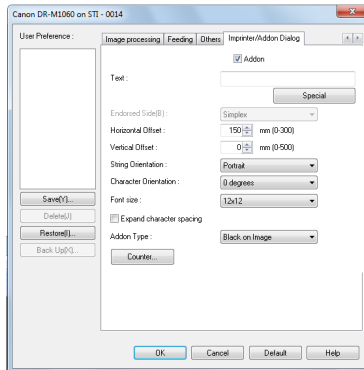 Canon DR-M1060 on STI - 0014
User Preference :
Image processing Feeding Others Imprinter/Addon Dialog
Addon
Text :
Special
Endorsed Side(B) : Simplex
Horizontal Offset : 150 mm (0-300)
Vertical Offset : 0 mm (0-500)
String Orientation : Portrait
Character Orientation : 0 degrees
Font size : 12x12
Expand character spacing
Addon Type : Black on Image
Counter...
Save(Y)...
Delete(J)
Restore(I)...
Back Up(X)...
OK Cancel Default Help